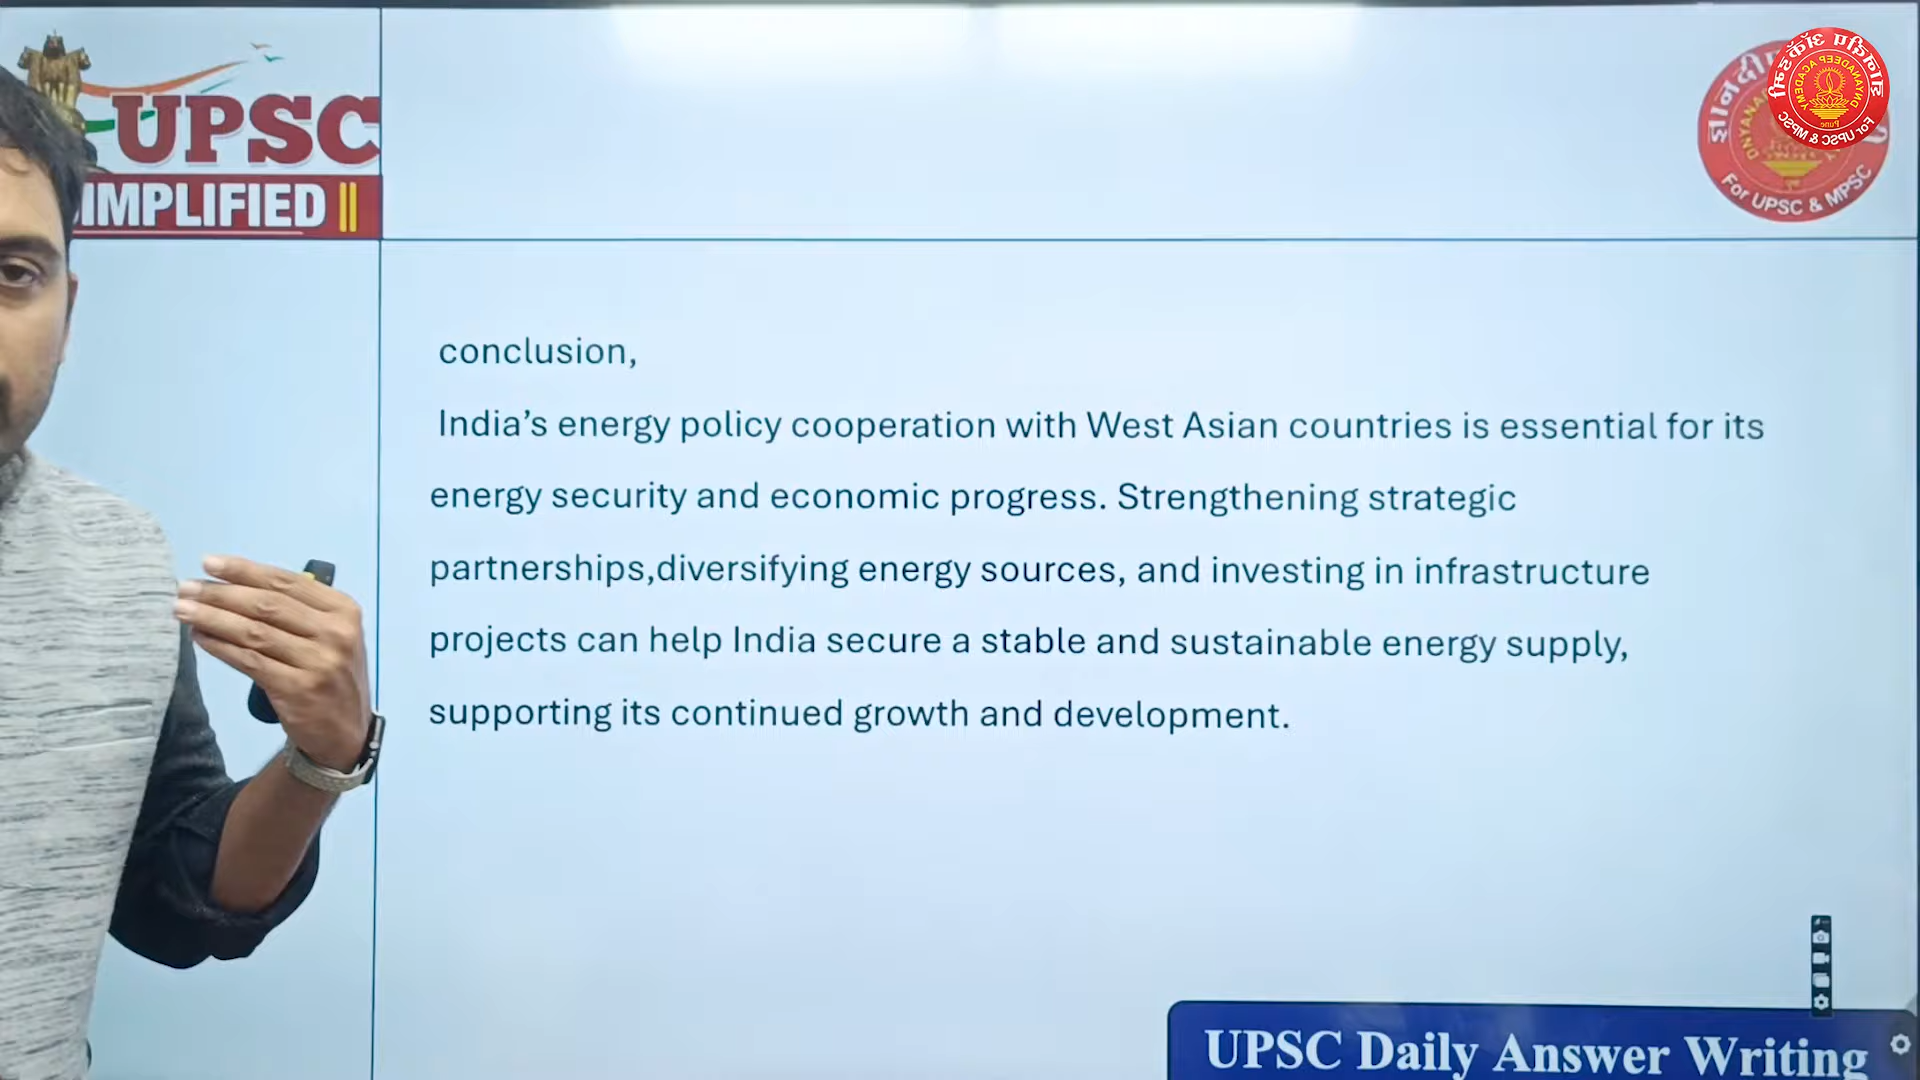 UPSC
IMPLIFIED
For UPSC & MPSC
conclusion,
India’s energy policy cooperation with West Asian countries is essential for its
energy security and economic progress. Strengthening strategic
partnerships,diversifying energy sources, and investing in infrastructure
projects can help India secure a stable and sustainable energy supply,
supporting its continued growth and development.
UPSC Daily Answer Writing